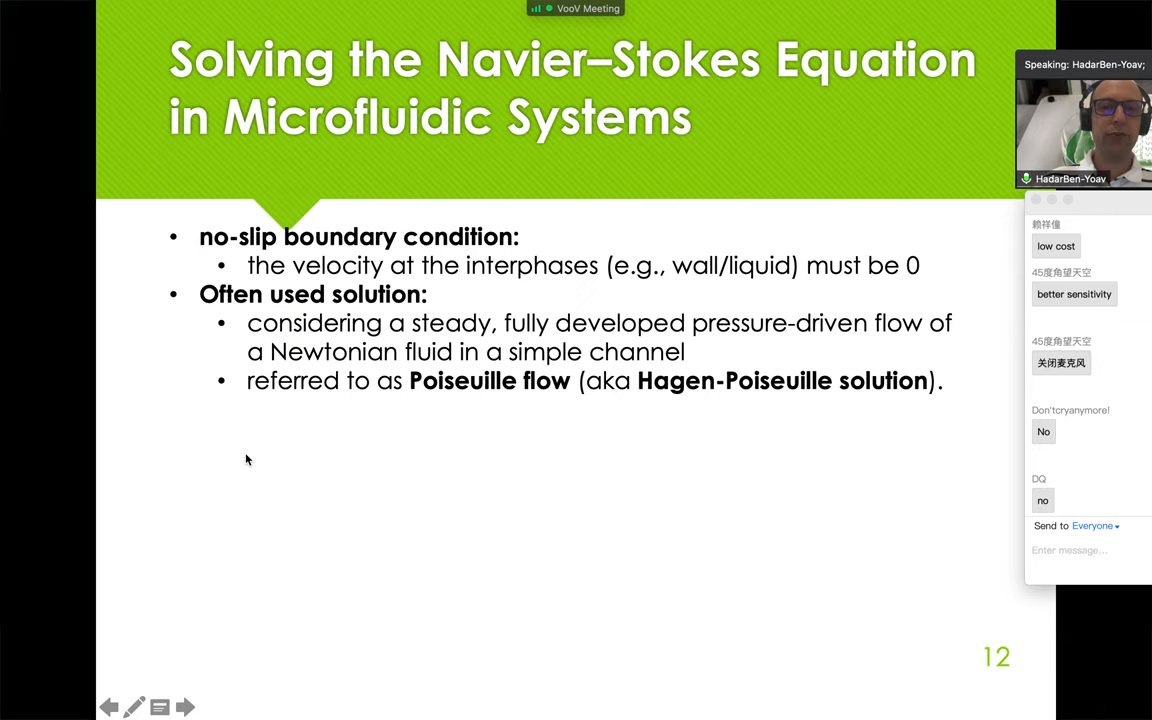 VooV Meeting
Solving the Navier–Stokes Equation
in Microfluidic Systems
• no-slip boundary condition:
• the velocity at the interphases (e.g., wall/liquid) must be 0
• Often used solution:
• considering a steady, fully developed pressure-driven flow of
a Newtonian fluid in a simple channel
• referred to as Poiseuille flow (aka Hagen-Poiseuille solution).
12
Speaking: HadarBen-Yoav;
HadarBen-Yoav
赖祥僮
low cost
45度角望天空
better sensitivity
45度角望天空
关闭麦克风
Don'tcryanymore!
No
DQ
no
Send to Everyone
Enter message...